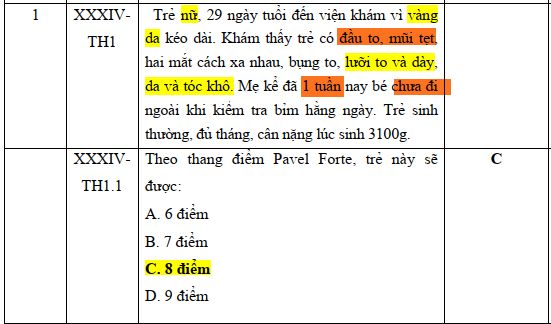 1
XXXIV-
TH1
Trẻ nữ, 29 ngày tuổi đến viện khám vì vàng
da kéo dài. Khám thấy trẻ có đầu to, mũi tẹt,
hai mắt cách xa nhau, bụng to, lưỡi to và dày,
da và tóc khô. Mẹ kể đã 1 tuần nay bé chưa đi
ngoài khi kiểm tra bỉm hằng ngày. Trẻ sinh
thường, đủ tháng, cân nặng lúc sinh 3100g.
XXXIV-
TH1.1
Theo thang điểm Pavel Forte, trẻ này sẽ
được:
A. 6 điểm
B. 7 điểm
C. 8 điểm
D. 9 điểm
C